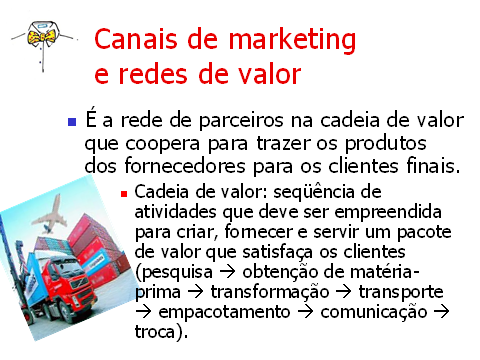 Canais de marketing
e redes de valor
É a rede de parceiros na cadeia de valor
que coopera para trazer os produtos
dos fornecedores para os clientes finais.
Cadeia de valor: seqüência de
atividades que deve ser empreendida
para criar, fornecer e servir um pacote
de valor que satisfaça os clientes
(pesquisa → obtenção de matéria-
prima → transformação → transporte
→ empacotamento → comunicação →
troca).